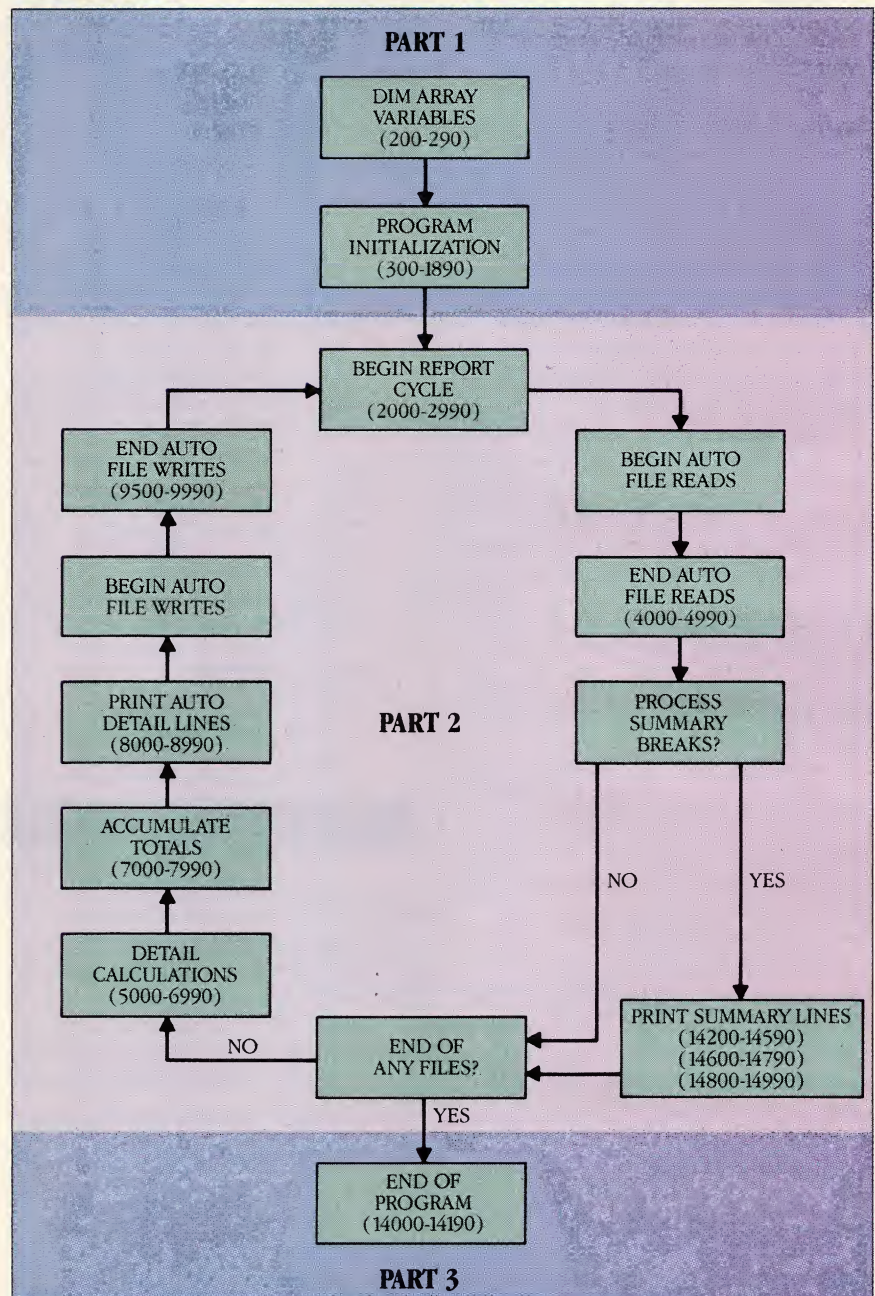 PART 1
DIM ARRAY
VARIABLES
(200-290)
PROGRAM
INITIALIZATION
(300-1890)
BEGIN REPORT
CYCLE
(2000-2990)
BEGIN AUTO
FILE READS
END AUTO
FILE READS
(4000-4990)
PROCESS
SUMMARY
BREAKS?
NO
YES
PRINT SUMMARY LINES
(14200-14590)
(14600-14790)
(14800-14990)
END OF
ANY FILES?
NO
DETAIL
CALCULATIONS
(5000-6990)
ACCUMULATE
TOTALS
(7000-7990)
PRINT AUTO
DETAIL LINES
(8000-8990)
BEGIN AUTO
FILE WRITES
END AUTO
FILE WRITES
(9500-9990)
PART 2
YES
END OF
PROGRAM
(14000-14190)
PART 3